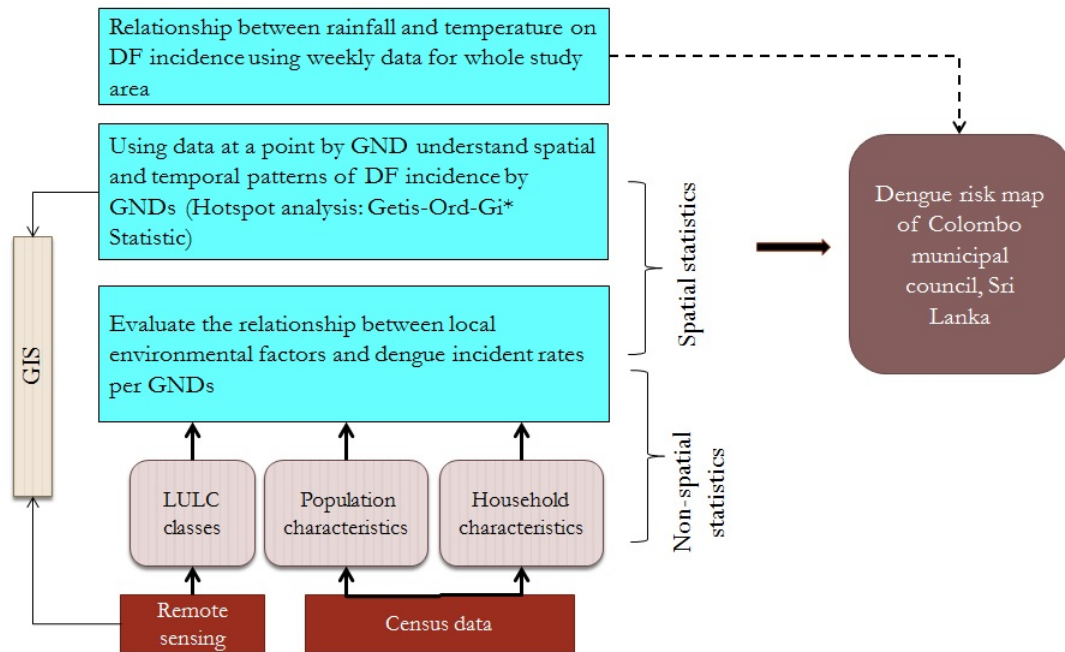 Relationship between rainfall and temperature on
DF incidence using weekly data for whole study
area
Using data at a point by GND understand spatial
and temporal patterns of DF incidence by
GNDs (Hotspot analysis: Getis-Ord-Gi*
Statistic)
Evaluate the relationship between local
environmental factors and dengue incident rates
per GNDs
GIS
LULC
classes
Population
characteristics
Household
characteristics
Remote
sensing
Census data
Spatial statistics
Non-spatial
statistics
Dengue risk map
of Colombo
municipal
council, Sri
Lanka